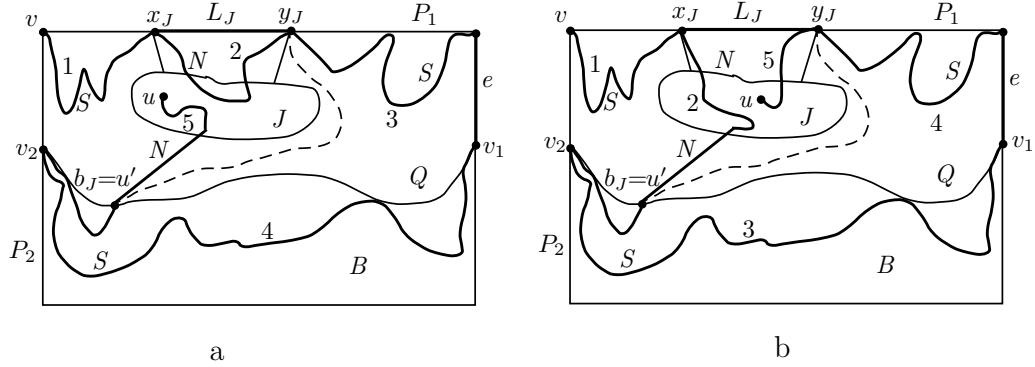 v x_J L_J y_J P_1
1 N 2 S e
S u J 3
5
v_2 N v_1
b_J=u' Q
P_2 4
S B
a
v x_J L_J y_J P_1
1 N 5 S e
S 2 u J 4
v_2 N v_1
b_J=u' Q
P_2 3
S B
b